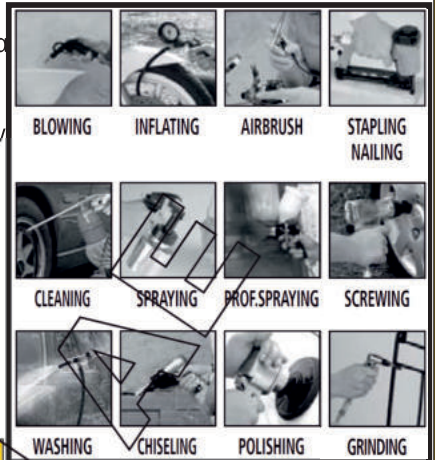 BLOWING INFLATING AIRBRUSH STAPLING
NAILING
CLEANING SPRAYING PROF.SPRAYING SCREWING
WASHING CHISELING POLISHING GRINDING